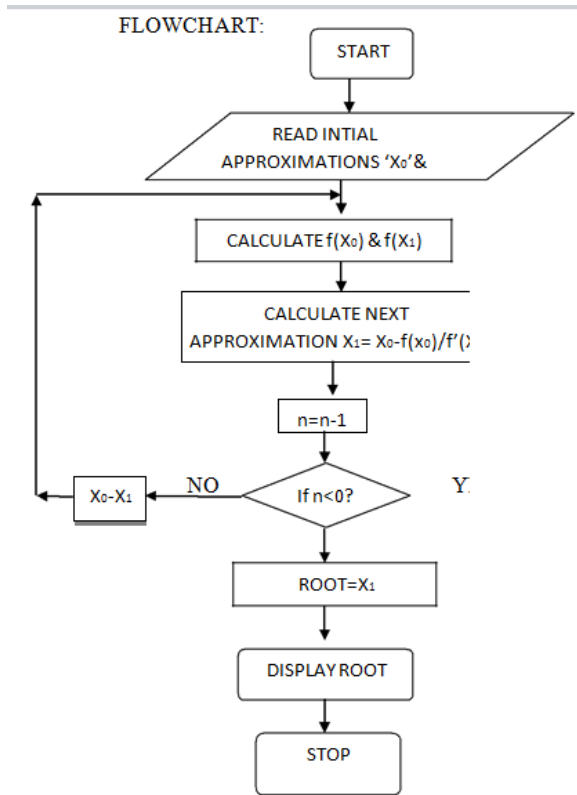 FLOWCHART:
START
READ INTIAL
APPROXIMATIONS ‘X₀’&
CALCULATE f(X₀) & f(X₁)
CALCULATE NEXT
APPROXIMATION X₁= X₀-f(x₀)/f’(
n=n-1
If n<0?
NO
X₀-X₁
ROOT=X₁
DISPLAY ROOT
STOP